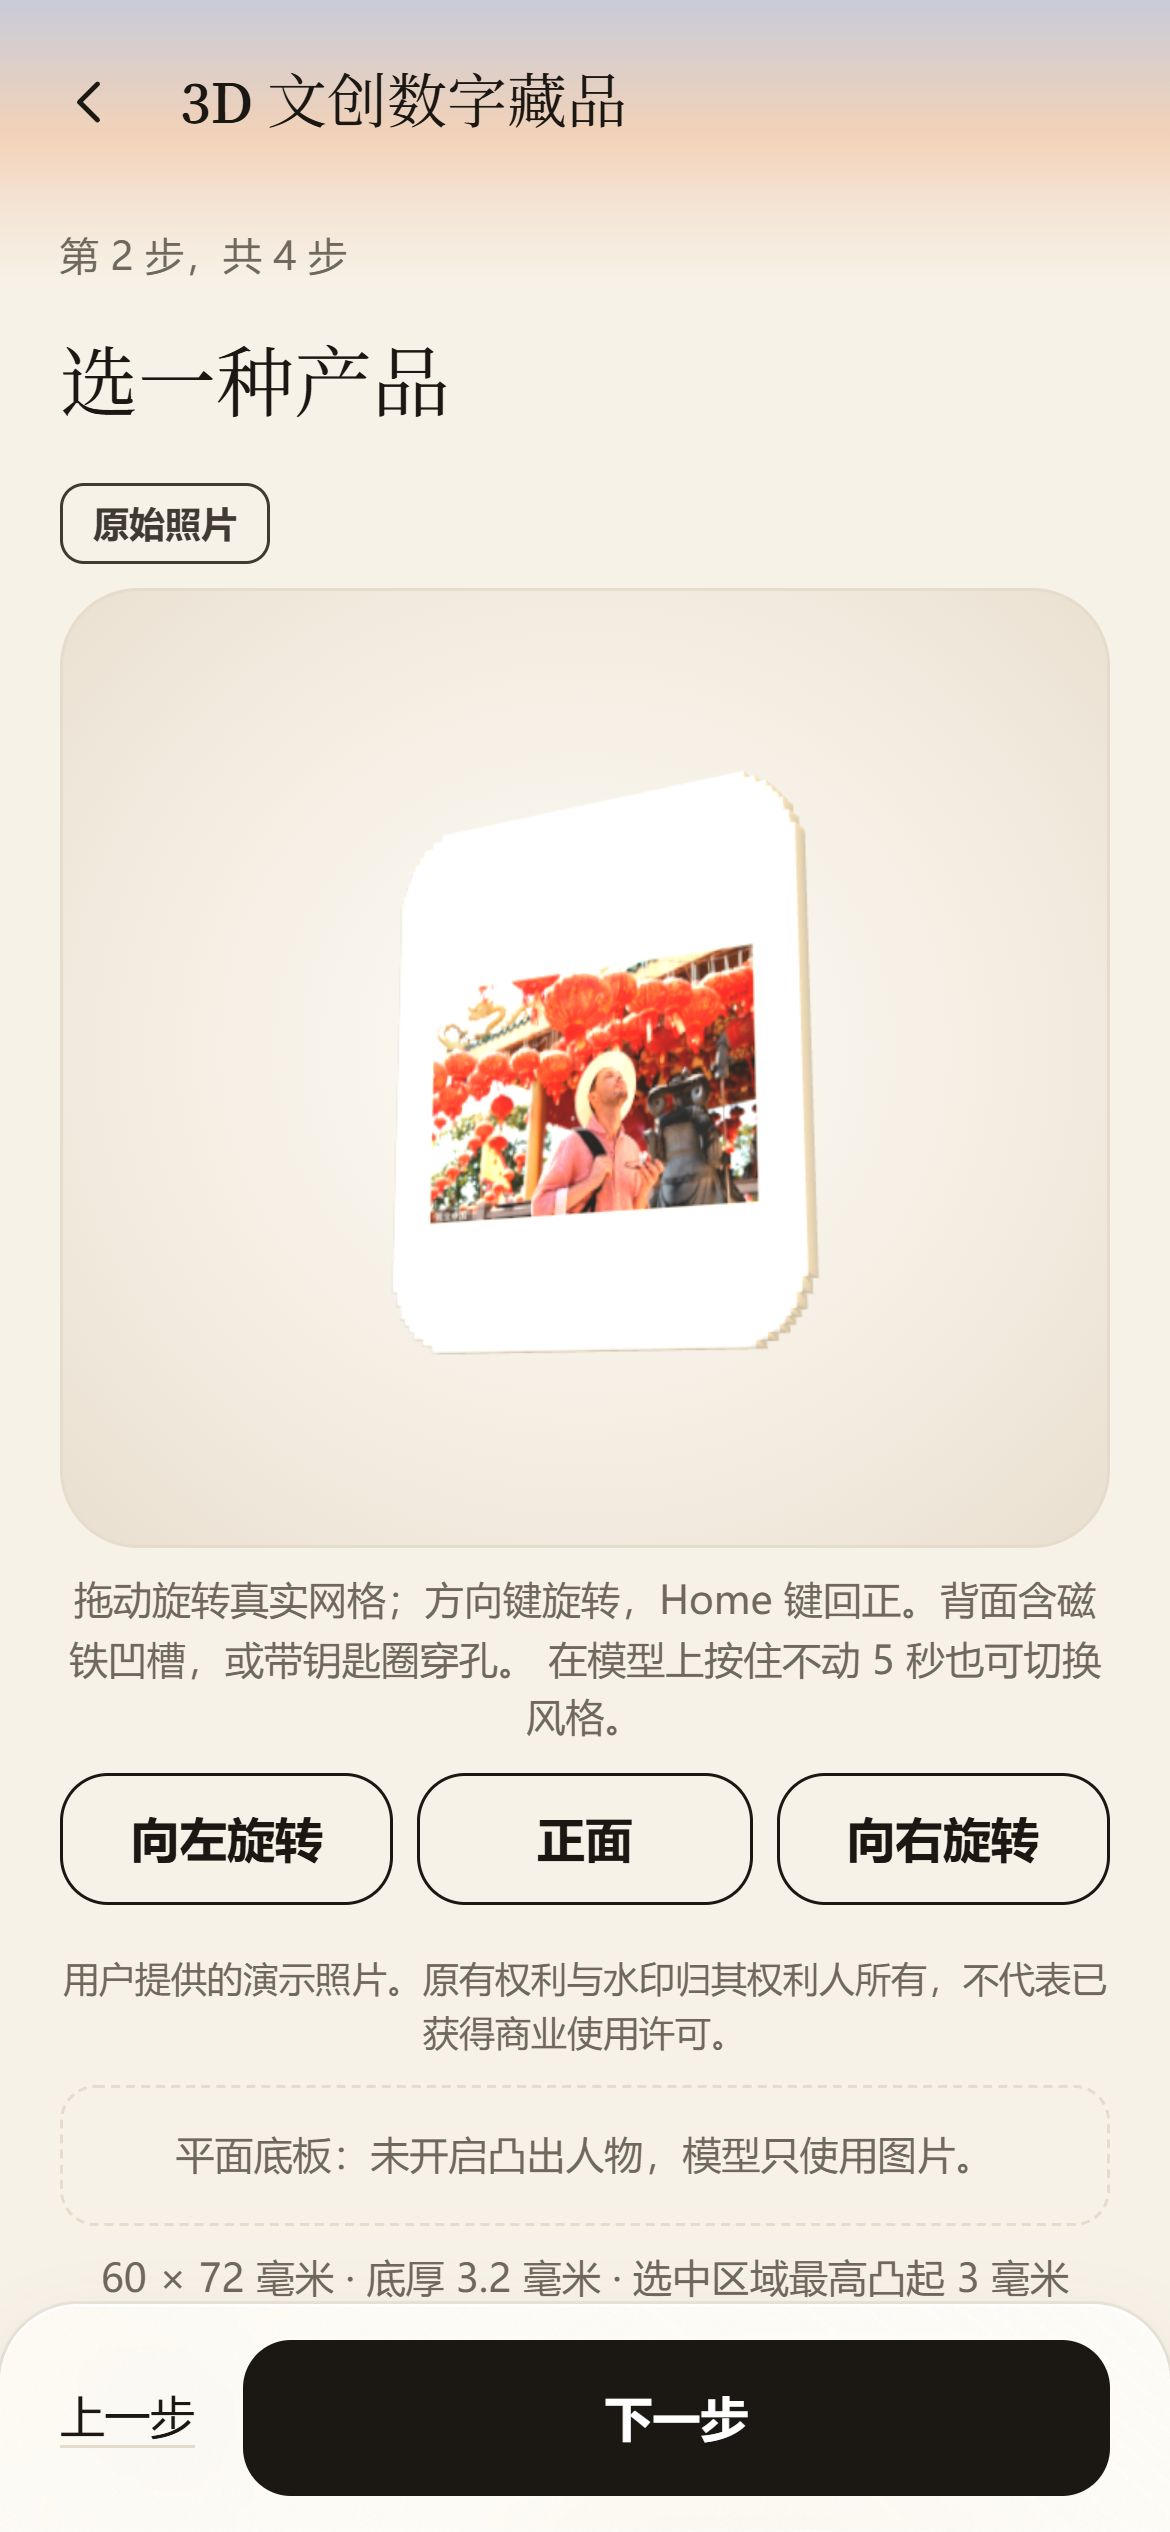 3D 文创数字藏品
第 2 步，共 4 步
选一种产品
原始照片
拖动旋转真实网格；方向键旋转，Home 键回正。背面含磁
铁凹槽，或带钥匙圈穿孔。 在模型上按住不动 5 秒也可切换
风格。
向左旋转
正面
向右旋转
用户提供的演示照片。原有权利与水印归其权利人所有，不代表已
获得商业使用许可。
平面底板：未开启凸出人物，模型只使用图片。
60 × 72 毫米 · 底厚 3.2 毫米 · 选中区域最高凸起 3 毫米
上一步
下一步